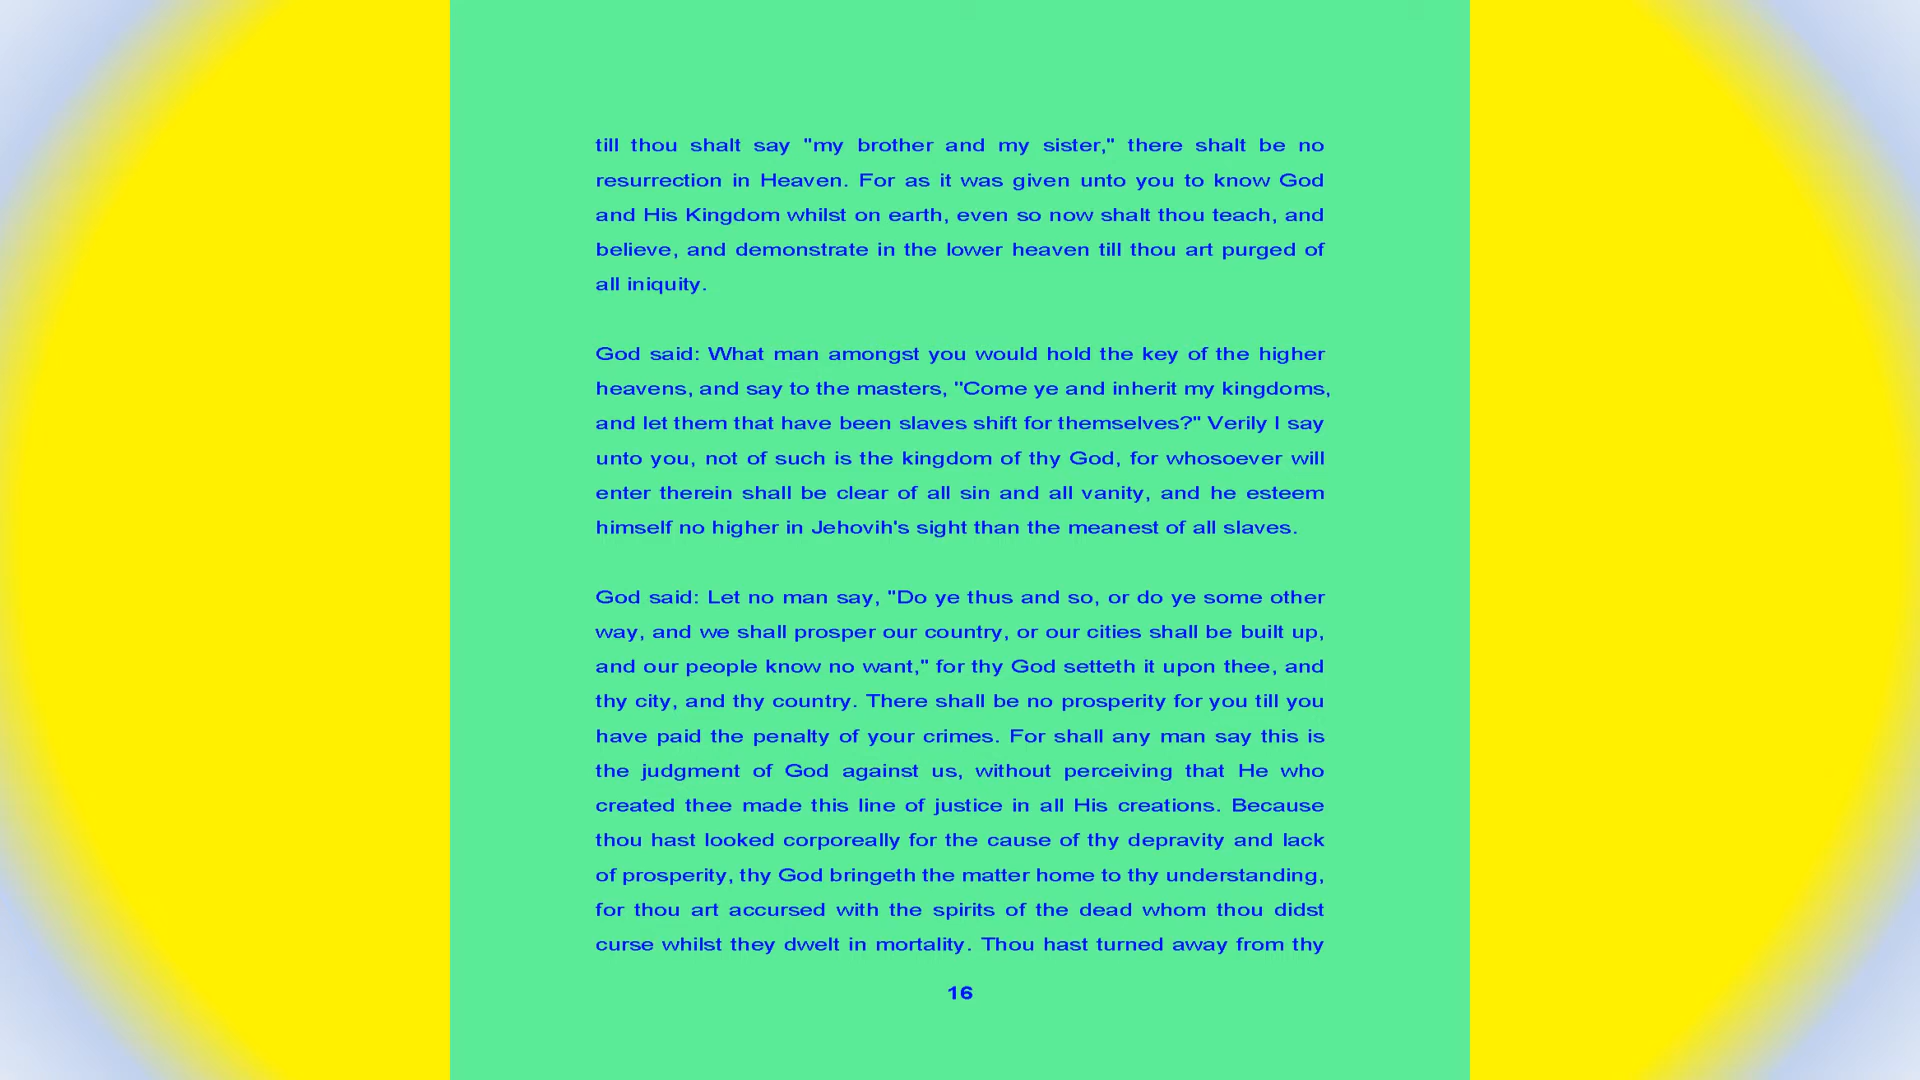 till thou shalt say "my brother and my sister," there shalt be no
resurrection in Heaven. For as it was given unto you to know God
and His Kingdom whilst on earth, even so now shalt thou teach, and
believe, and demonstrate in the lower heaven till thou art purged of
all iniquity.
God said: What man amongst you would hold the key of the higher
heavens, and say to the masters, "Come ye and inherit my kingdoms,
and let them that have been slaves shift for themselves?" Verily I say
unto you, not of such is the kingdom of thy God, for whosoever will
enter therein shall be clear of all sin and all vanity, and he esteem
himself no higher in Jehovih's sight than the meanest of all slaves.
God said: Let no man say, "Do ye thus and so, or do ye some other
way, and we shall prosper our country, or our cities shall be built up,
and our people know no want," for thy God setteth it upon thee, and
thy city, and thy country. There shall be no prosperity for you till you
have paid the penalty of your crimes. For shall any man say this is
the judgment of God against us, without perceiving that He who
created thee made this line of justice in all His creations. Because
thou hast looked corporeally for the cause of thy depravity and lack
of prosperity, thy God bringeth the matter home to thy understanding,
for thou art accursed with the spirits of the dead whom thou didst
curse whilst they dwelt in mortality. Thou hast turned away from thy
16